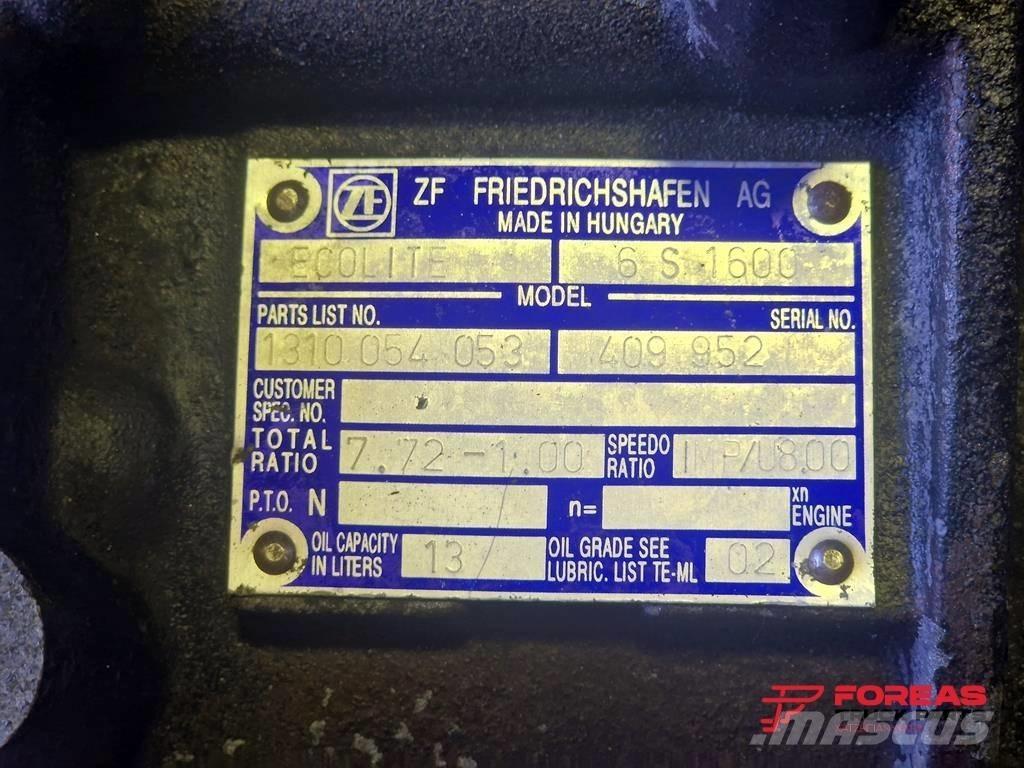 ZF ZF FRIEDRICHSHAFEN AG
MADE IN HUNGARY
ECOLITE 6 S 1600
MODEL
PARTS LIST NO. SERIAL NO.
1310 054 053 409 952
CUSTOMER
SPEC. NO.
TOTAL
RATIO 7.72-1.00 SPEEDO
RATIO IMP/U8.00
P.T.O. N n= xn
ENGINE
OIL CAPACITY
IN LITERS 13 OIL GRADE SEE
LUBRIC. LIST TE-ML 02
FOREAS
mascus